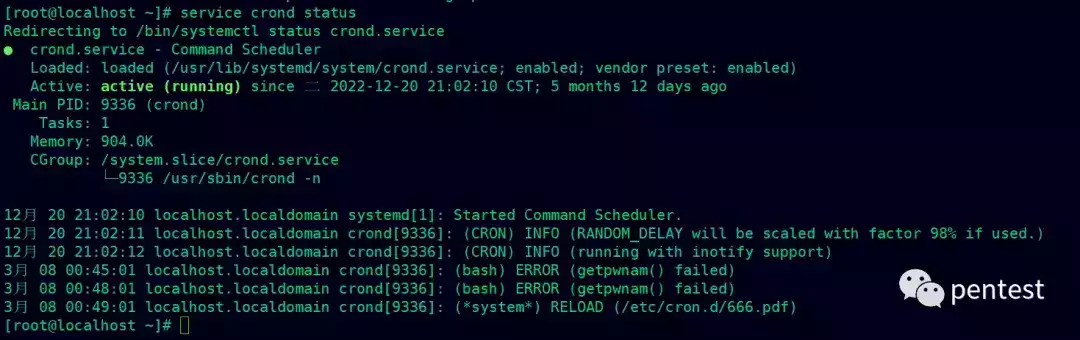 [root@localhost ~]# service crond status
Redirecting to /bin/systemctl status crond.service
● crond.service - Command Scheduler
Loaded: loaded (/usr/lib/systemd/system/crond.service; enabled; vendor preset: enabled)
Active: active (running) since 二 2022-12-20 21:02:10 CST; 5 months 12 days ago
Main PID: 9336 (crond)
Tasks: 1
Memory: 904.0K
CGroup: /system.slice/crond.service
└─9336 /usr/sbin/crond -n
12月 20 21:02:10 localhost.localdomain systemd[1]: Started Command Scheduler.
12月 20 21:02:11 localhost.localdomain crond[9336]: (CRON) INFO (RANDOM_DELAY will be scaled with factor 98% if used.)
12月 20 21:02:12 localhost.localdomain crond[9336]: (CRON) INFO (running with inotify support)
3月 08 00:45:01 localhost.localdomain crond[9336]: (bash) ERROR (getpwnam() failed)
3月 08 00:48:01 localhost.localdomain crond[9336]: (bash) ERROR (getpwnam() failed)
3月 08 00:49:01 localhost.localdomain crond[9336]: (*system*) RELOAD (/etc/cron.d/666.pdf)
[root@localhost ~]#
pentest